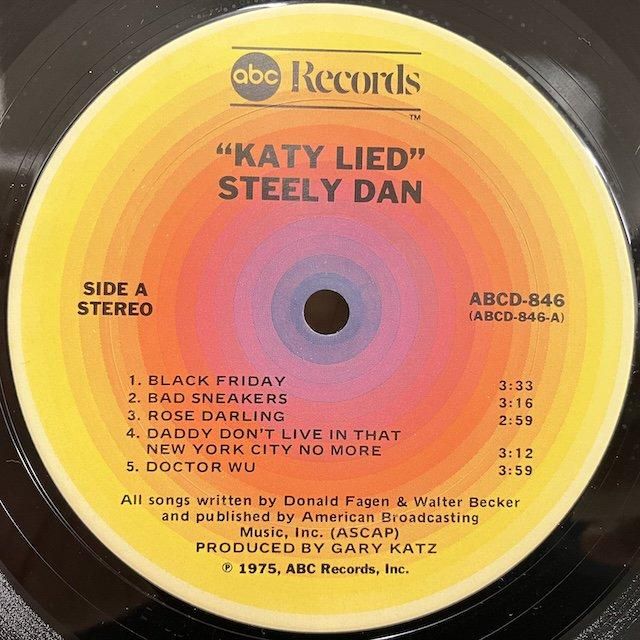 abc Records
TM
“KATY LIED”
STEELY DAN
SIDE A
STEREO
ABCD-846
(ABCD-846-A)
1. BLACK FRIDAY 3:33
2. BAD SNEAKERS 3:16
3. ROSE DARLING 2:59
4. DADDY DON'T LIVE IN THAT
NEW YORK CITY NO MORE 3:12
5. DOCTOR WU 3:59
All songs written by Donald Fagen & Walter Becker
and published by American Broadcasting
Music, Inc. (ASCAP)
PRODUCED BY GARY KATZ
℗ 1975, ABC Records, Inc.